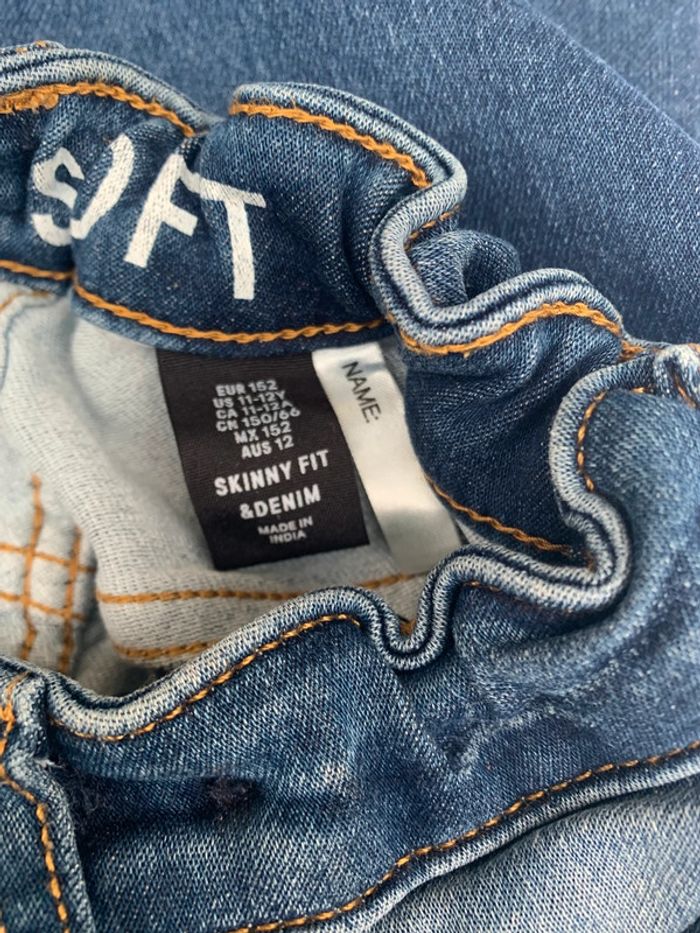 SOFT
NAME:
EUR 152
US 11-12Y
CA 11-12A
CN 150/66
MX 152
AUS 12
SKINNY FIT
&DENIM
MADE IN
INDIA